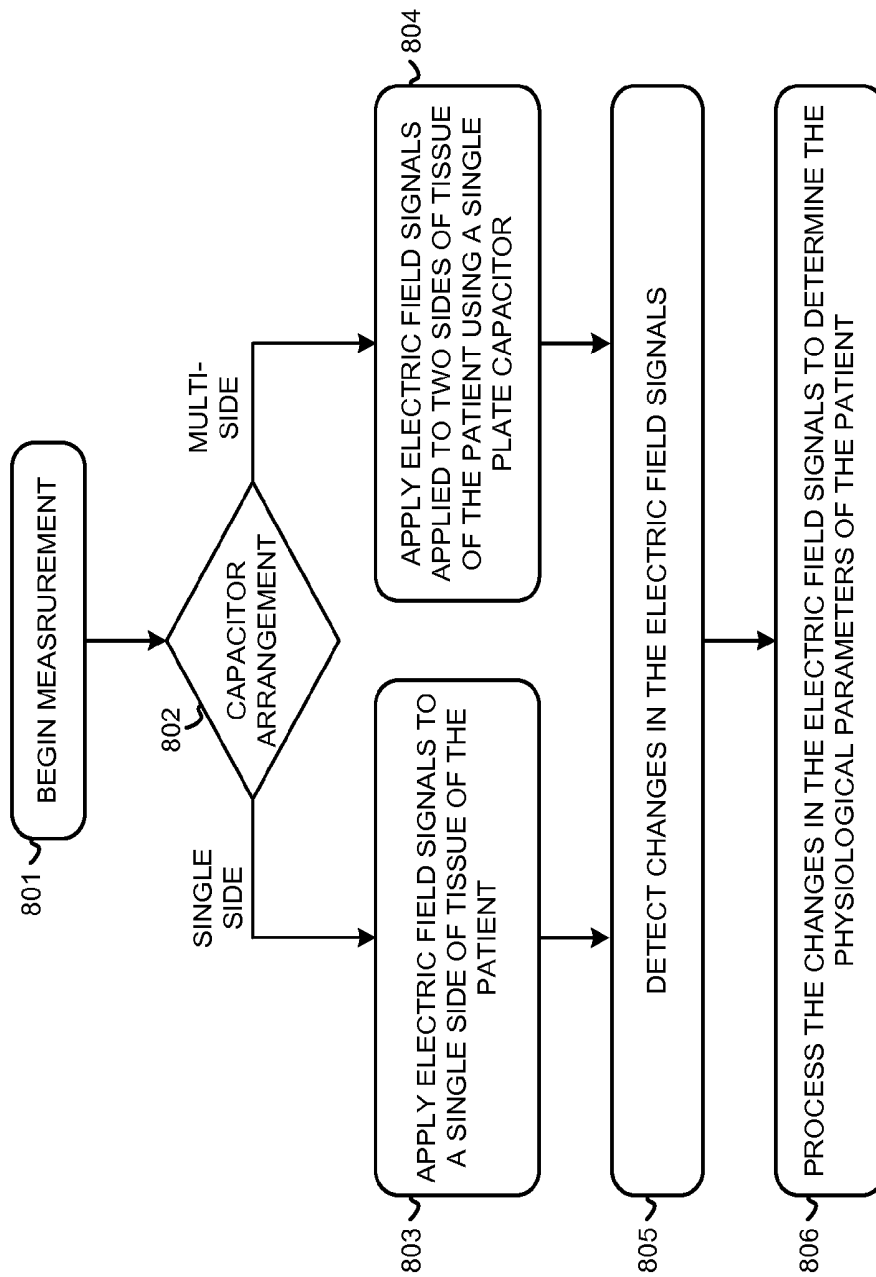 801
BEGIN MEASRUREMENT
802
CAPACITOR
ARRANGEMENT
SINGLE
SIDE
MULTI-
SIDE
803
APPLY ELECTRIC FIELD SIGNALS TO
A SINGLE SIDE OF TISSUE OF THE
PATIENT
804
APPLY ELECTRIC FIELD SIGNALS
APPLIED TO TWO SIDES OF TISSUE
OF THE PATIENT USING A SINGLE
PLATE CAPACITOR
805
DETECT CHANGES IN THE ELECTRIC FIELD SIGNALS
806
PROCESS THE CHANGES IN THE ELECTRIC FIELD SIGNALS TO DETERMINE THE
PHYSIOLOGICAL PARAMETERS OF THE PATIENT